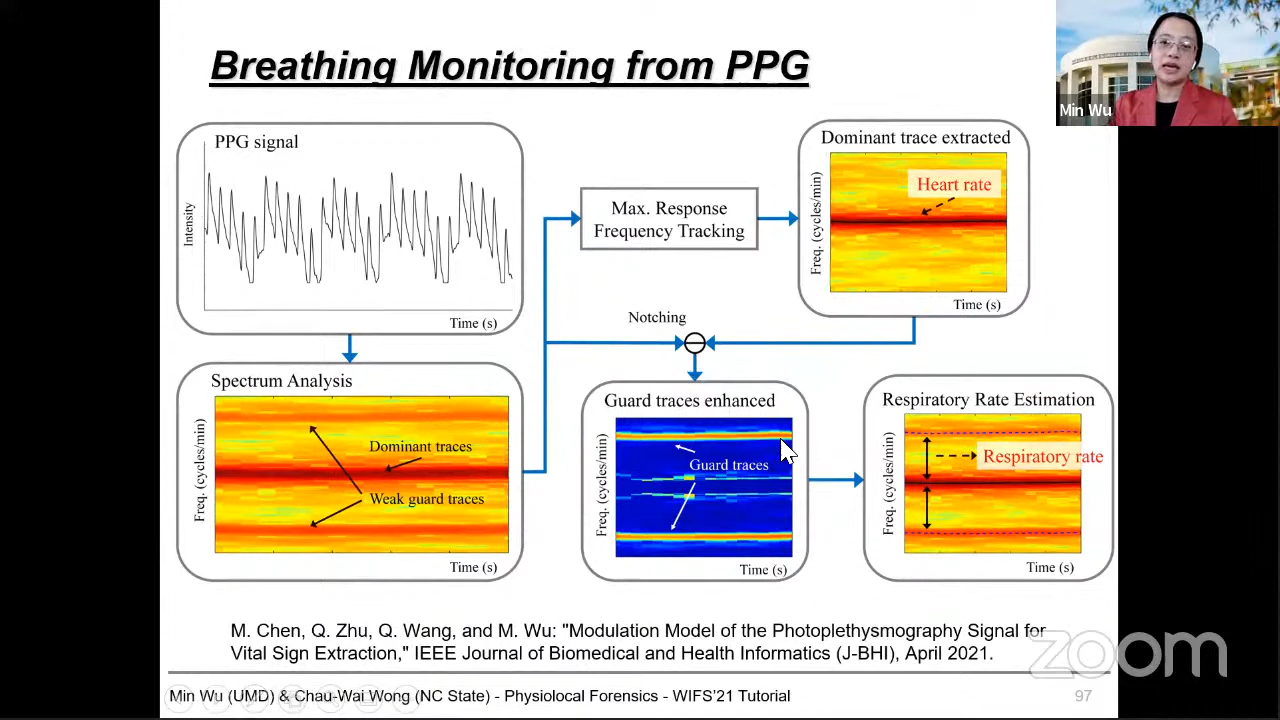 Breathing Monitoring from PPG
Min Wu
PPG signal
Intensity
Time (s)
Max. Response
Frequency Tracking
Dominant trace extracted
Freq. (cycles/min)
Heart rate
Time (s)
Notching
Spectrum Analysis
Freq. (cycles/min)
Dominant traces
Weak guard traces
Time (s)
Guard traces enhanced
Freq. (cycles/min)
Guard traces
Time (s)
Respiratory Rate Estimation
Freq. (cycles/min)
Respiratory rate
Time (s)
M. Chen, Q. Zhu, Q. Wang, and M. Wu: "Modulation Model of the Photoplethysmography Signal for
Vital Sign Extraction," IEEE Journal of Biomedical and Health Informatics (J-BHI), April 2021.
zoom
Min Wu (UMD) & Chau-Wai Wong (NC State) - Physiolocal Forensics - WIFS'21 Tutorial
97